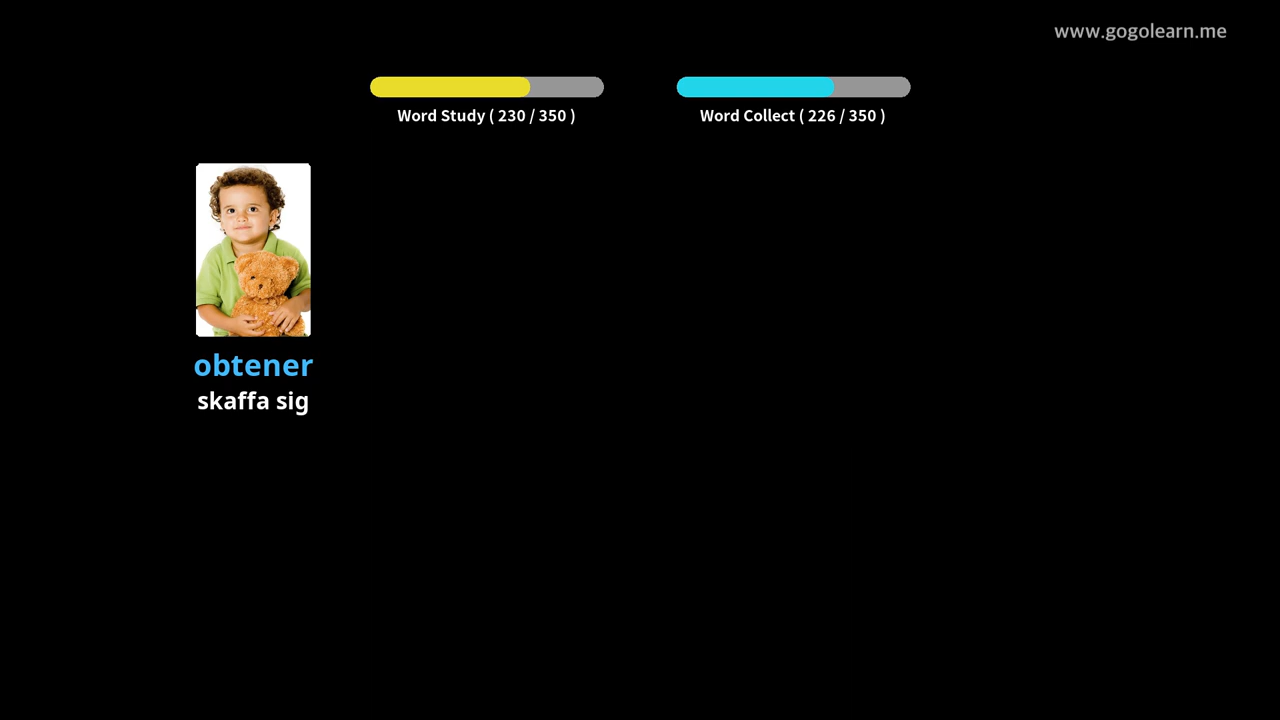 www.gogolearn.me
Word Study ( 230 / 350 )
Word Collect ( 226 / 350 )
obtener
skaffa sig